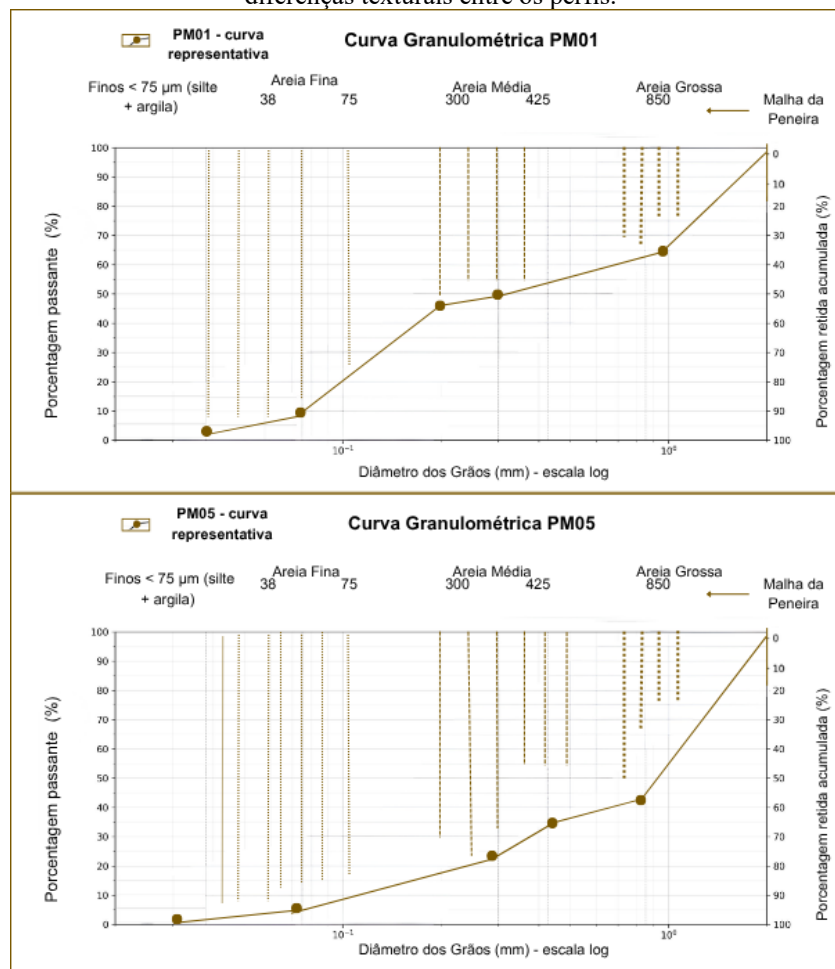 diferenças texturais entre os perfis.
PM01 - curva
representativa
Curva Granulométrica PM01
Finos < 75 µm (silte
+ argila)
Areia Fina
38 75
Areia Média
300 425
Areia Grossa
850
Malha da
Peneira
Porcentagem passante (%)
100
90
80
70
60
50
40
30
20
10
0
0
10
20
30
40
50
60
70
80
90
100
Porcentagem retida acumulada (%)
10⁻¹ 10⁰
Diâmetro dos Grãos (mm) - escala log
PM05 - curva
representativa
Curva Granulométrica PM05
Finos < 75 µm (silte
+ argila)
Areia Fina
38 75
Areia Média
300 425
Areia Grossa
850
Malha da
Peneira
Porcentagem passante (%)
100
90
80
70
60
50
40
30
20
10
0
0
10
20
30
40
50
60
70
80
90
100
Porcentagem retida acumulada (%)
10⁻¹ 10⁰
Diâmetro dos Grãos (mm) - escala log